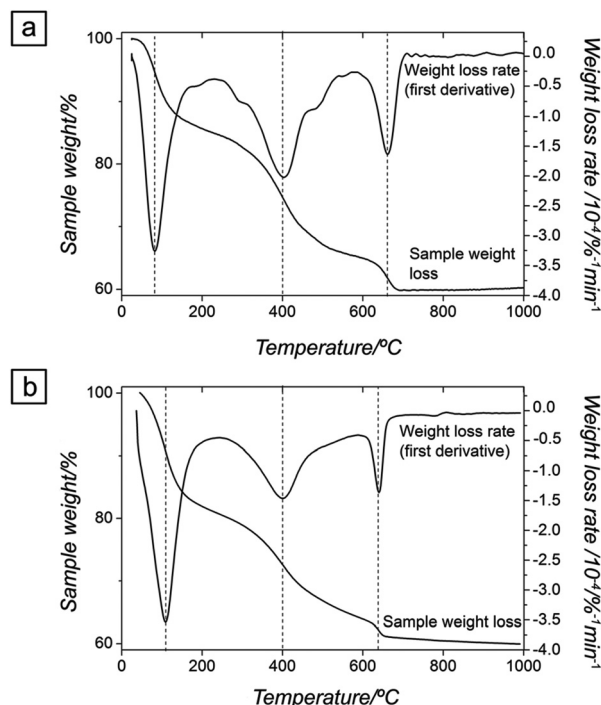 a
100
80
60
Sample weight/%
Weight loss rate
(first derivative)
Sample weight
loss
0.0
-0.5
-1.0
-1.5
-2.0
-2.5
-3.0
-3.5
-4.0
Weight loss rate /10⁻⁴/%⁻¹min⁻¹
0
200
400
600
800
1000
Temperature/ºC
b
100
80
60
Sample weight/%
Weight loss rate
(first derivative)
Sample weight loss
0.0
-0.5
-1.0
-1.5
-2.0
-2.5
-3.0
-3.5
-4.0
Weight loss rate /10⁻⁴/%⁻¹min⁻¹
0
200
400
600
800
1000
Temperature/ºC